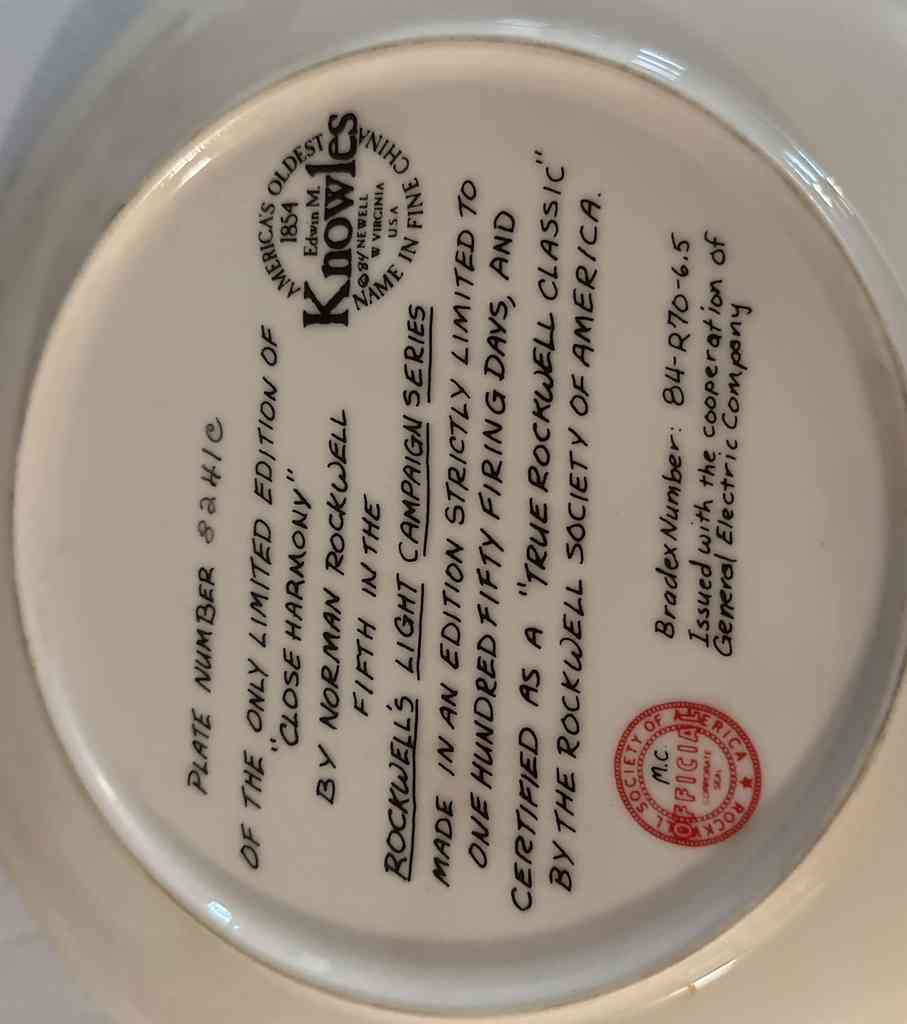 PLATE NUMBER 8241C
OF THE ONLY LIMITED EDITION OF
"CLOSE HARMONY"
BY NORMAN ROCKWELL
FIFTH IN THE
ROCKWELL'S LIGHT CAMPAIGN SERIES
MADE IN AN EDITION STRICTLY LIMITED TO
ONE HUNDRED FIFTY FIRING DAYS, AND
CERTIFIED AS A "TRUE ROCKWELL CLASSIC"
BY THE ROCKWELL SOCIETY OF AMERICA.
AMERICA'S OLDEST
1854
Edwin M.
Knowles
©84 NEWELL
W VIRGINIA
U.S.A
NAME IN FINE CHINA
Bradex Number: 84-R70-6.5
Issued with the cooperation of
General Electric Company
ROCKWELL SOCIETY OF AMERICA
M.C.
OFFICIAL
CORPORATE
SEAL